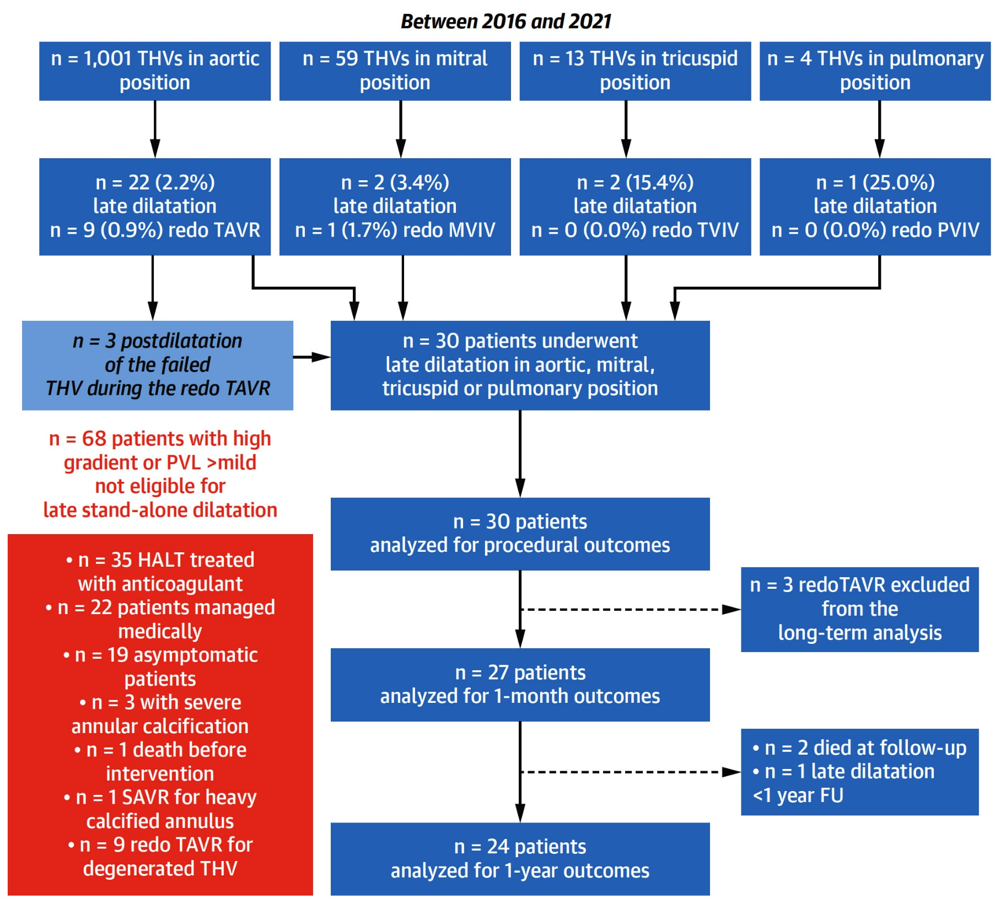 Between 2016 and 2021
n = 1,001 THVs in aortic
position
n = 59 THVs in mitral
position
n = 13 THVs in tricuspid
position
n = 4 THVs in pulmonary
position
n = 22 (2.2%)
late dilatation
n = 9 (0.9%) redo TAVR
n = 2 (3.4%)
late dilatation
n = 1 (1.7%) redo MVIV
n = 2 (15.4%)
late dilatation
n = 0 (0.0%) redo TVIV
n = 1 (25.0%)
late dilatation
n = 0 (0.0%) redo PVIV
n = 3 postdilatation
of the failed
THV during the redo TAVR
n = 30 patients underwent
late dilatation in aortic, mitral,
tricuspid or pulmonary position
n = 68 patients with high
gradient or PVL >mild
not eligible for
late stand-alone dilatation
• n = 35 HALT treated
with anticoagulant
• n = 22 patients managed
medically
• n = 19 asymptomatic
patients
• n = 3 with severe
annular calcification
• n = 1 death before
intervention
• n = 1 SAVR for heavy
calcified annulus
• n = 9 redo TAVR for
degenerated THV
n = 30 patients
analyzed for procedural outcomes
n = 3 redoTAVR excluded
from the
long-term analysis
n = 27 patients
analyzed for 1-month outcomes
• n = 2 died at follow-up
• n = 1 late dilatation
<1 year FU
n = 24 patients
analyzed for 1-year outcomes